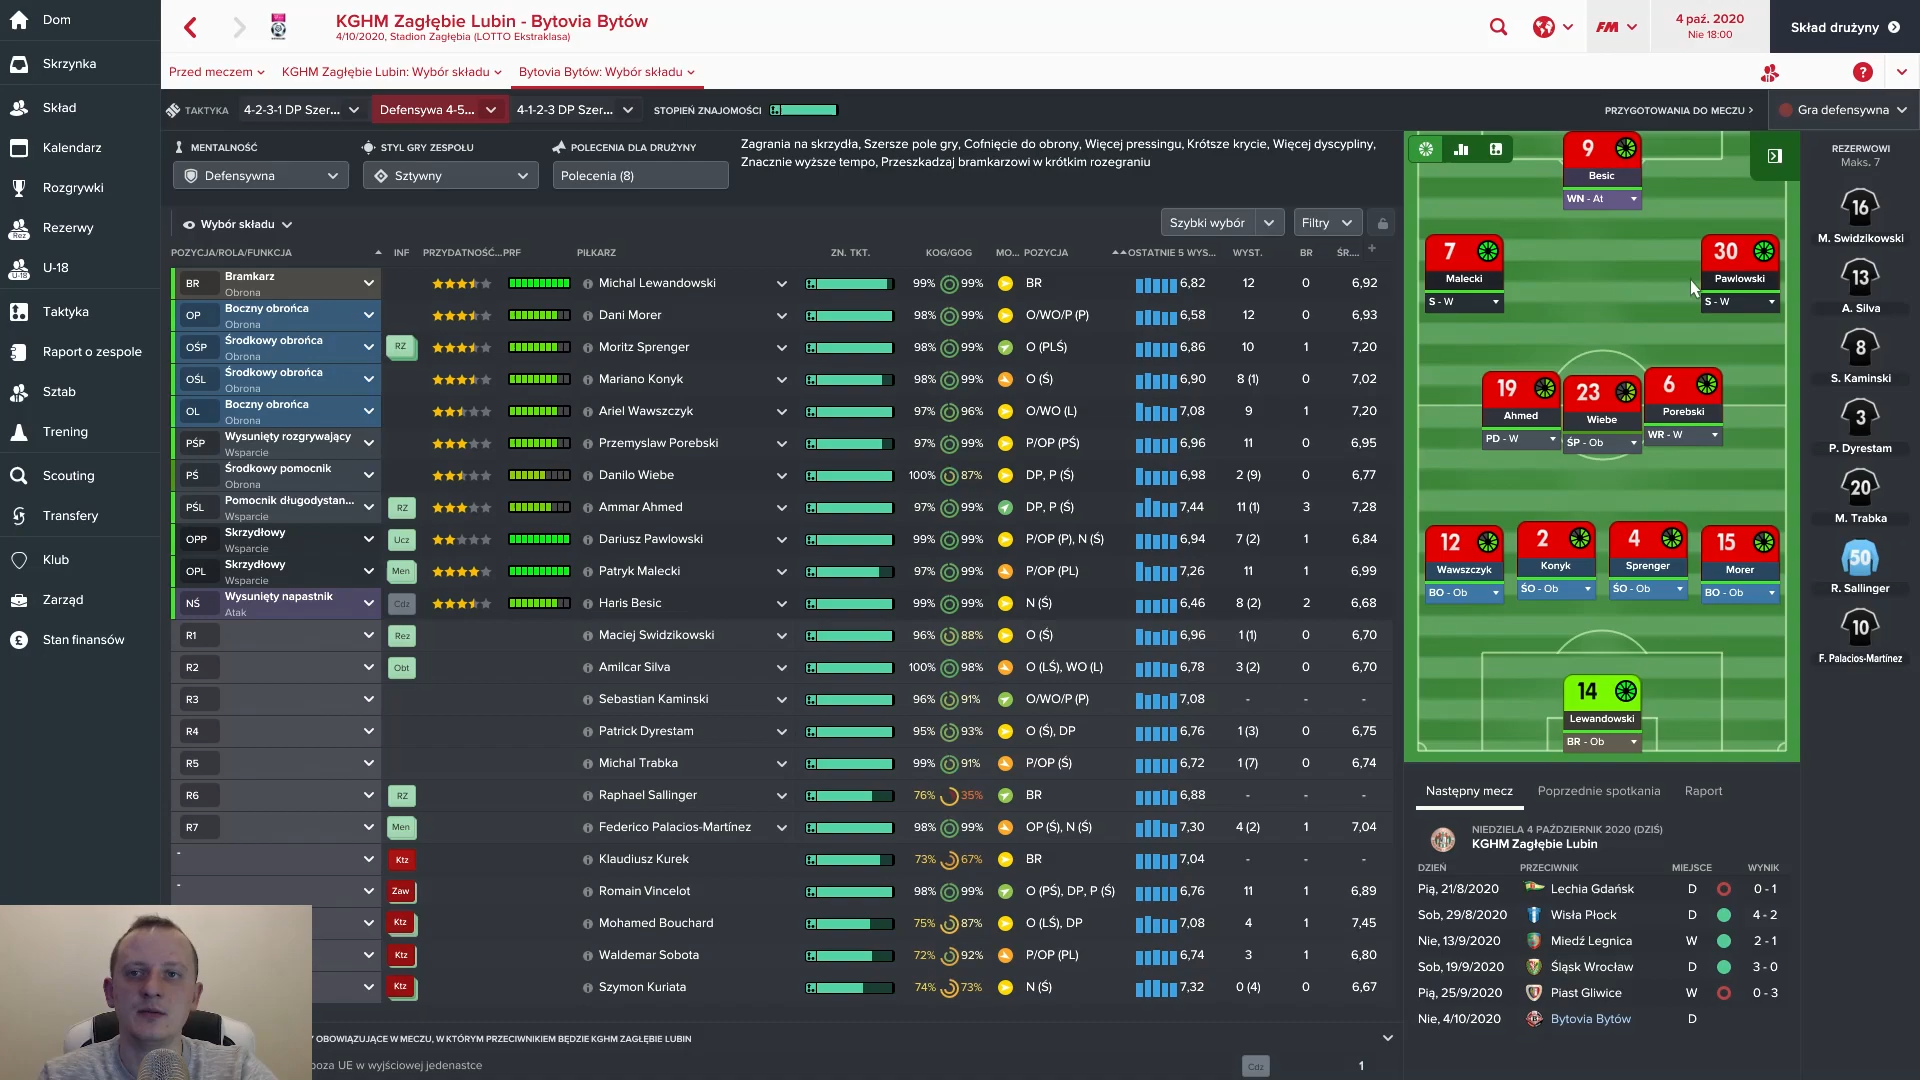 Dom
Skrzynka
Skład
Kalendarz
Rozgrywki
Rezerwy
U-18
Taktyka
Raport o zespole
Sztab
Trening
Scouting
Transfery
Klub
Zarząd
Stan finansów
KGHM Zagłębie Lubin - Bytovia Bytów
4/10/2020, Stadion Zagłębia (LOTTO Ekstraklasa)
FM
4 paź. 2020
Nie 18:00
Skład drużyny
Przed meczem
KGHM Zagłębie Lubin: Wybór składu
Bytovia Bytów: Wybór składu
TAKTYKA
4-2-3-1 DP Szer...
Defensywa 4-5...
4-1-2-3 DP Szer...
STOPIEŃ ZNAJOMOŚCI
PRZYGOTOWANIA DO MECZU
Gra defensywna
MENTALNOŚĆ
Defensywna
STYL GRY ZESPOŁU
Sztywny
POLECENIA DLA DRUŻYNY
Polecenia (8)
Zagrania na skrzydła, Szersze pole gry, Cofnięcie do obrony, Więcej pressingu, Krótsze krycie, Więcej dyscypliny,
Znacznie wyższe tempo, Przeszkadzaj bramkarzowi w krótkim rozegraniu
Wybór składu
Szybki wybór
Filtry
POZYCJA/ROLA/FUNKCJA INF PRZYDATNOŚĆ...PRF PIŁKARZ ZN. TKT. KOG/GOG MO... POZYCJA OSTATNIE 5 WYS... WYST. BR ŚR....
BR Bramkarz Obrona Michal Lewandowski 99% 99% BR 6,82 12 0 6,92
OP Boczny obrońca Obrona Dani Morer 98% 99% O/WO/P (P) 6,58 12 0 6,93
OŚP Środkowy obrońca Obrona RZ Moritz Sprenger 98% 99% O (PLŚ) 6,86 10 1 7,20
OŚL Środkowy obrońca Obrona Mariano Konyk 98% 99% O (Ś) 6,90 8 (1) 0 7,02
OL Boczny obrońca Obrona Ariel Wawszczyk 97% 96% O/WO (L) 7,08 9 1 7,20
PŚP Wysunięty rozgrywający Wsparcie Przemyslaw Porebski 97% 99% P/OP (PŚ) 6,96 11 0 6,95
PŚ Środkowy pomocnik Obrona Danilo Wiebe 100% 87% DP, P (Ś) 6,98 2 (9) 0 6,77
PŚL Pomocnik długodystan... Wsparcie RZ Ammar Ahmed 97% 99% DP, P (Ś) 7,44 11 (1) 3 7,28
OPP Skrzydłowy Wsparcie Ucz Dariusz Pawlowski 99% 99% P/OP (P), N (Ś) 6,94 7 (2) 1 6,84
OPL Skrzydłowy Wsparcie Men Patryk Malecki 97% 99% P/OP (PL) 7,26 11 1 6,99
NŚ Wysunięty napastnik Atak Cdz Haris Besic 99% 99% N (Ś) 6,46 8 (2) 2 6,68
R1 Rez Maciej Swidzikowski 96% 88% O (Ś) 6,96 1 (1) 0 6,70
R2 Obt Amilcar Silva 100% 98% O (LŚ), WO (L) 6,78 3 (2) 0 6,70
R3 Sebastian Kaminski 96% 91% O/WO/P (P) 7,08 - - -
R4 Patrick Dyrestam 95% 93% O (Ś), DP 6,76 1 (3) 0 6,75
R5 Michal Trabka 99% 91% P/OP (Ś) 6,72 1 (7) 0 6,74
R6 RZ Raphael Sallinger 76% 35% BR 6,88 - - -
R7 Men Federico Palacios-Martínez 98% 99% OP (Ś), N (Ś) 7,30 4 (2) 1 7,04
- Ktz Klaudiusz Kurek 73% 67% BR 7,04 - - -
- Zaw Romain Vincelot 98% 99% O (PŚ), DP, P (Ś) 6,76 11 1 6,89
Ktz Mohamed Bouchard 75% 87% O (LŚ), DP 7,08 4 1 7,45
Ktz Waldemar Sobota 72% 92% P/OP (PL) 6,74 3 1 6,80
Ktz Szymon Kuriata 74% 73% N (Ś) 7,32 0 (4) 0 6,67
OBOWIĄZUJĄCE W MECZU, W KTÓRYM PRZECIWNIKIEM BĘDZIE KGHM ZAGŁĘBIE LUBIN
poza UE w wyjściowej jedenastce Cdz 1
9
Besic
WN - At
7
Malecki
S - W
30
Pawlowski
S - W
19
Ahmed
PD - W
23
Wiebe
ŚP - Ob
6
Porebski
WR - W
12
Wawszczyk
BO - Ob
2
Konyk
ŚO - Ob
4
Sprenger
ŚO - Ob
15
Morer
BO - Ob
14
Lewandowski
BR - Ob
REZERWOWI
Maks. 7
16
M. Swidzikowski
13
A. Silva
8
S. Kaminski
3
P. Dyrestam
20
M. Trabka
50
R. Sallinger
10
F. Palacios-Martínez
Następny mecz
Poprzednie spotkania
Raport
NIEDZIELA 4 PAŹDZIERNIK 2020 (DZIŚ)
KGHM Zagłębie Lubin
DZIEŃ PRZECIWNIK MIEJSCE WYNIK
Pią, 21/8/2020 Lechia Gdańsk D 0 - 1
Sob, 29/8/2020 Wisła Płock D 4 - 2
Nie, 13/9/2020 Miedź Legnica W 2 - 1
Sob, 19/9/2020 Śląsk Wrocław D 3 - 0
Pią, 25/9/2020 Piast Gliwice W 0 - 3
Nie, 4/10/2020 Bytovia Bytów D